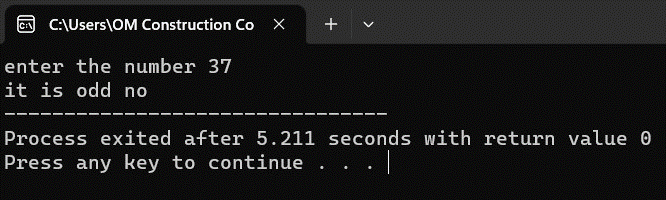 C:\Users\OM Construction Co
enter the number 37
it is odd no
--------------------------------
Process exited after 5.211 seconds with return value 0
Press any key to continue . . .